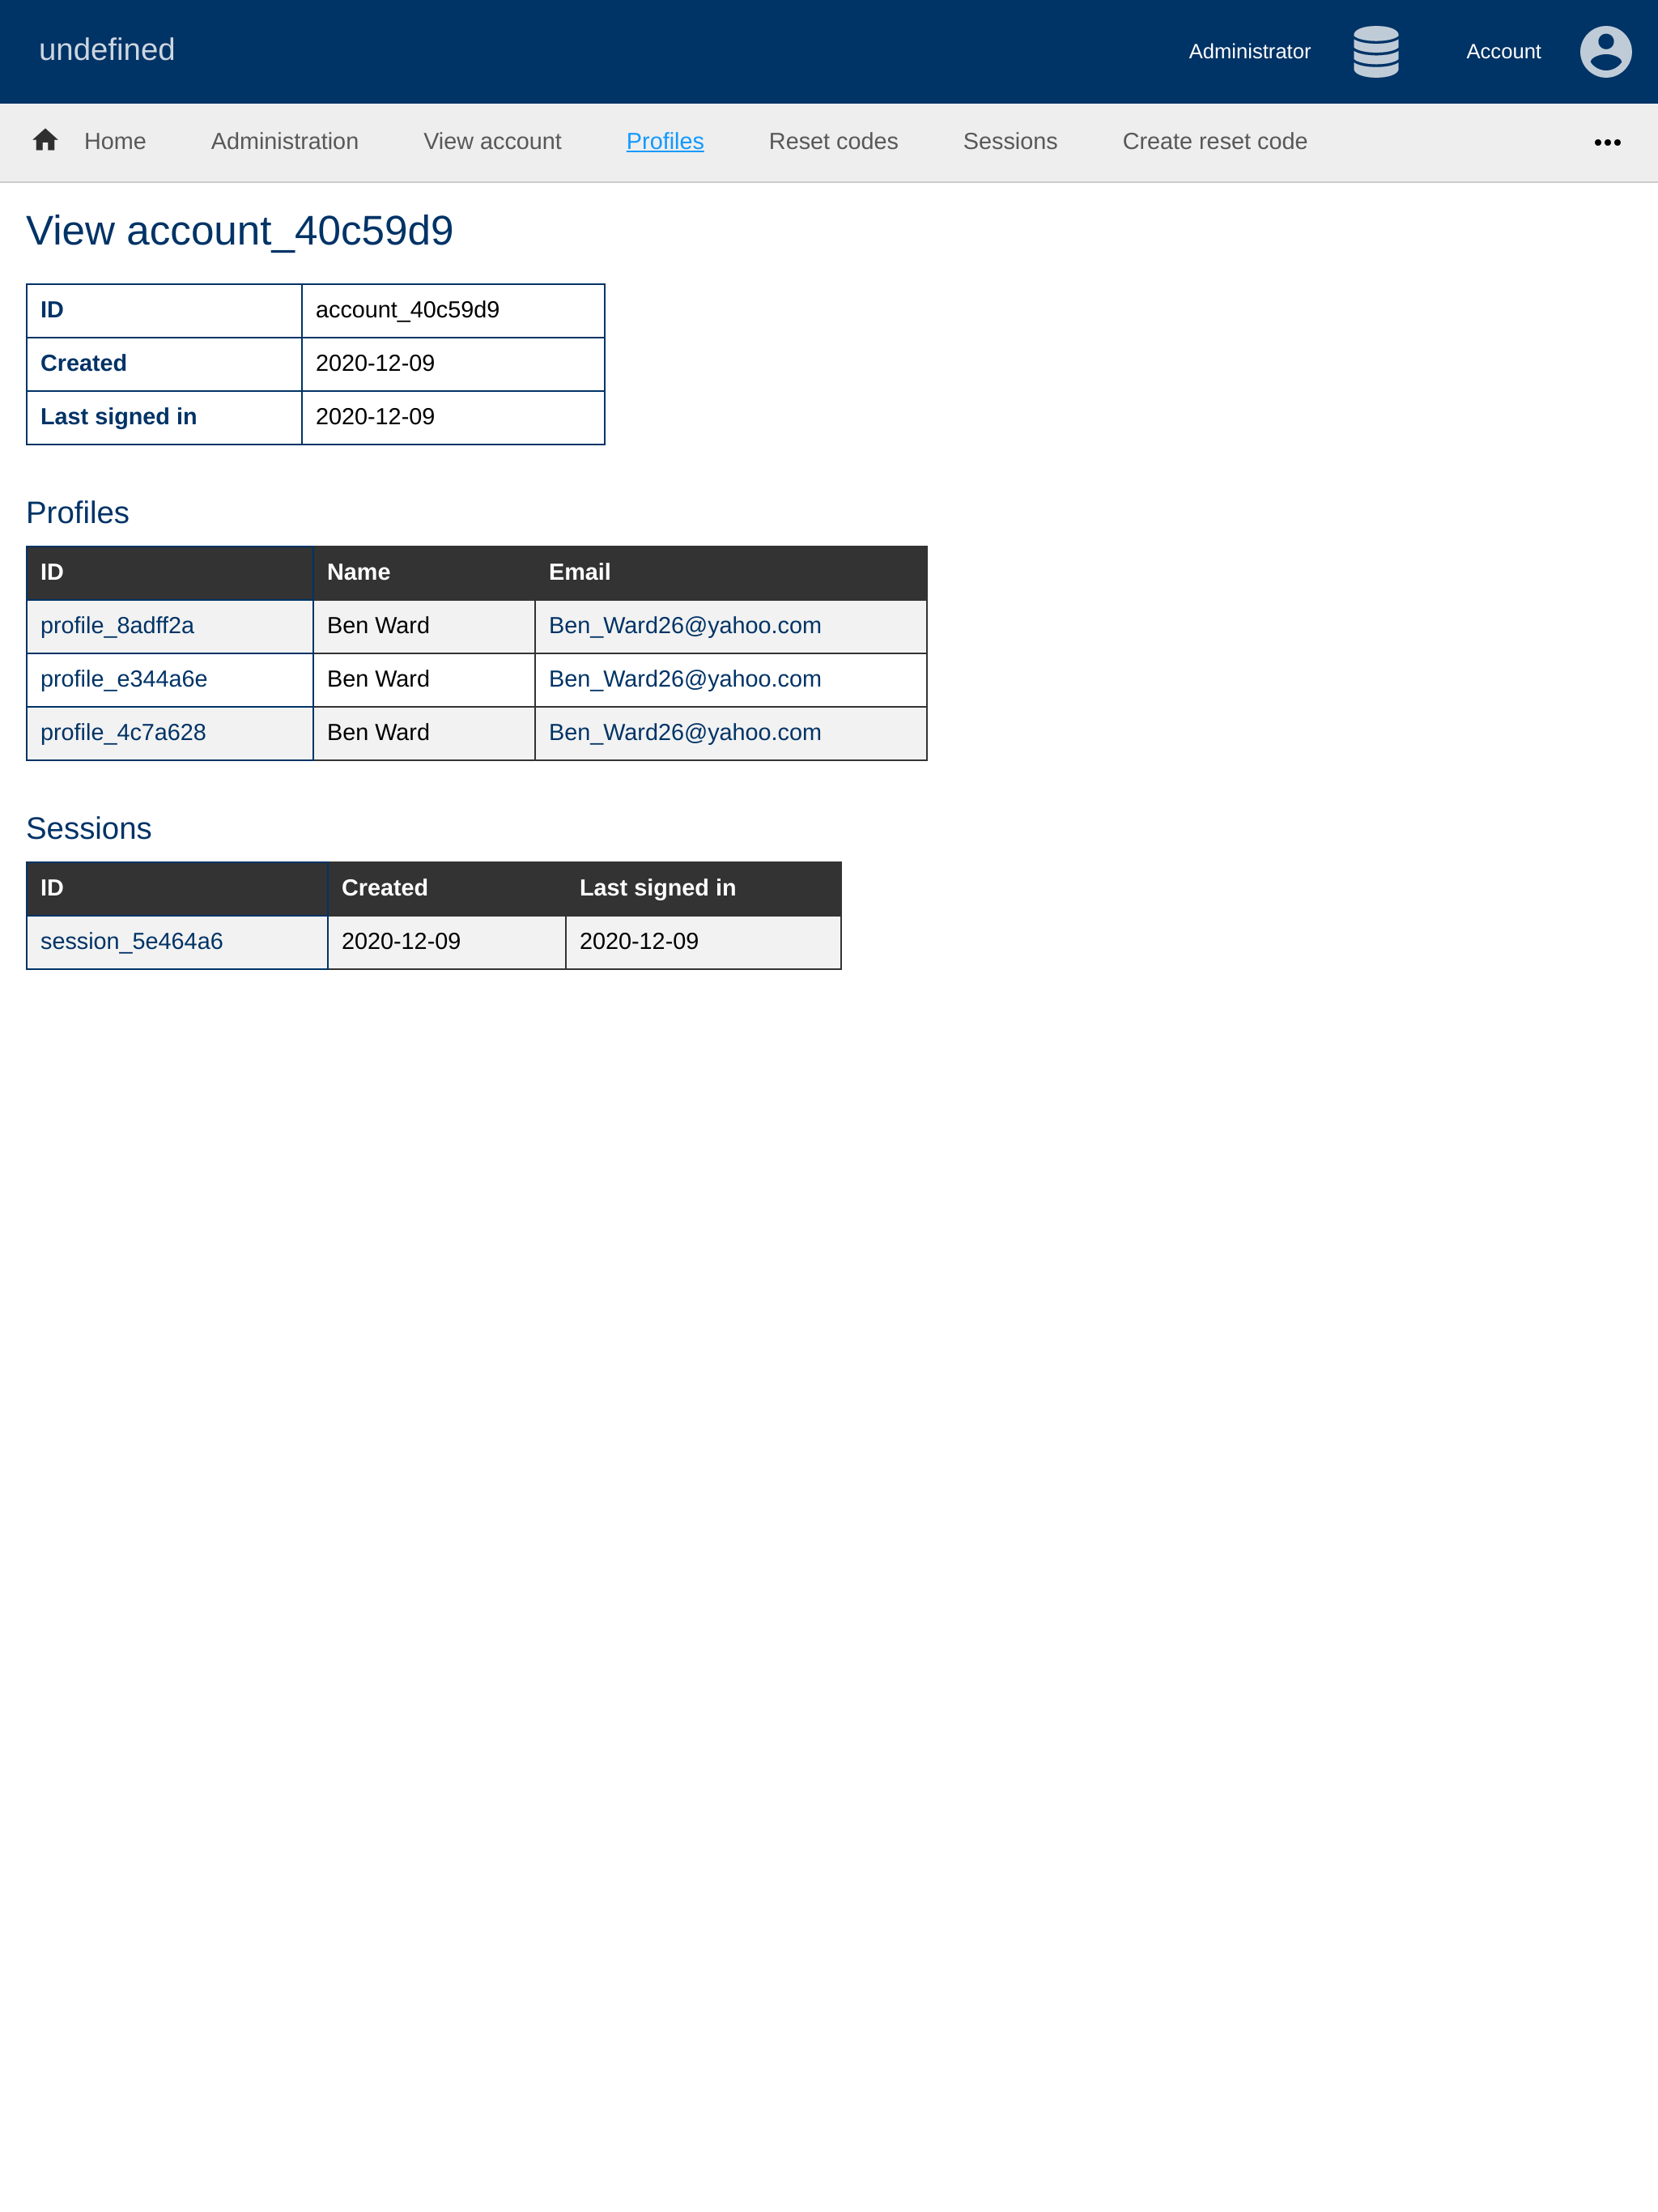 undefined
Administrator Account
Home Administration View account Profiles Reset codes Sessions Create reset code
View account_40c59d9
ID account_40c59d9
Created 2020-12-09
Last signed in 2020-12-09
Profiles
ID Name Email
profile_8adff2a Ben Ward Ben_Ward26@yahoo.com
profile_e344a6e Ben Ward Ben_Ward26@yahoo.com
profile_4c7a628 Ben Ward Ben_Ward26@yahoo.com
Sessions
ID Created Last signed in
session_5e464a6 2020-12-09 2020-12-09